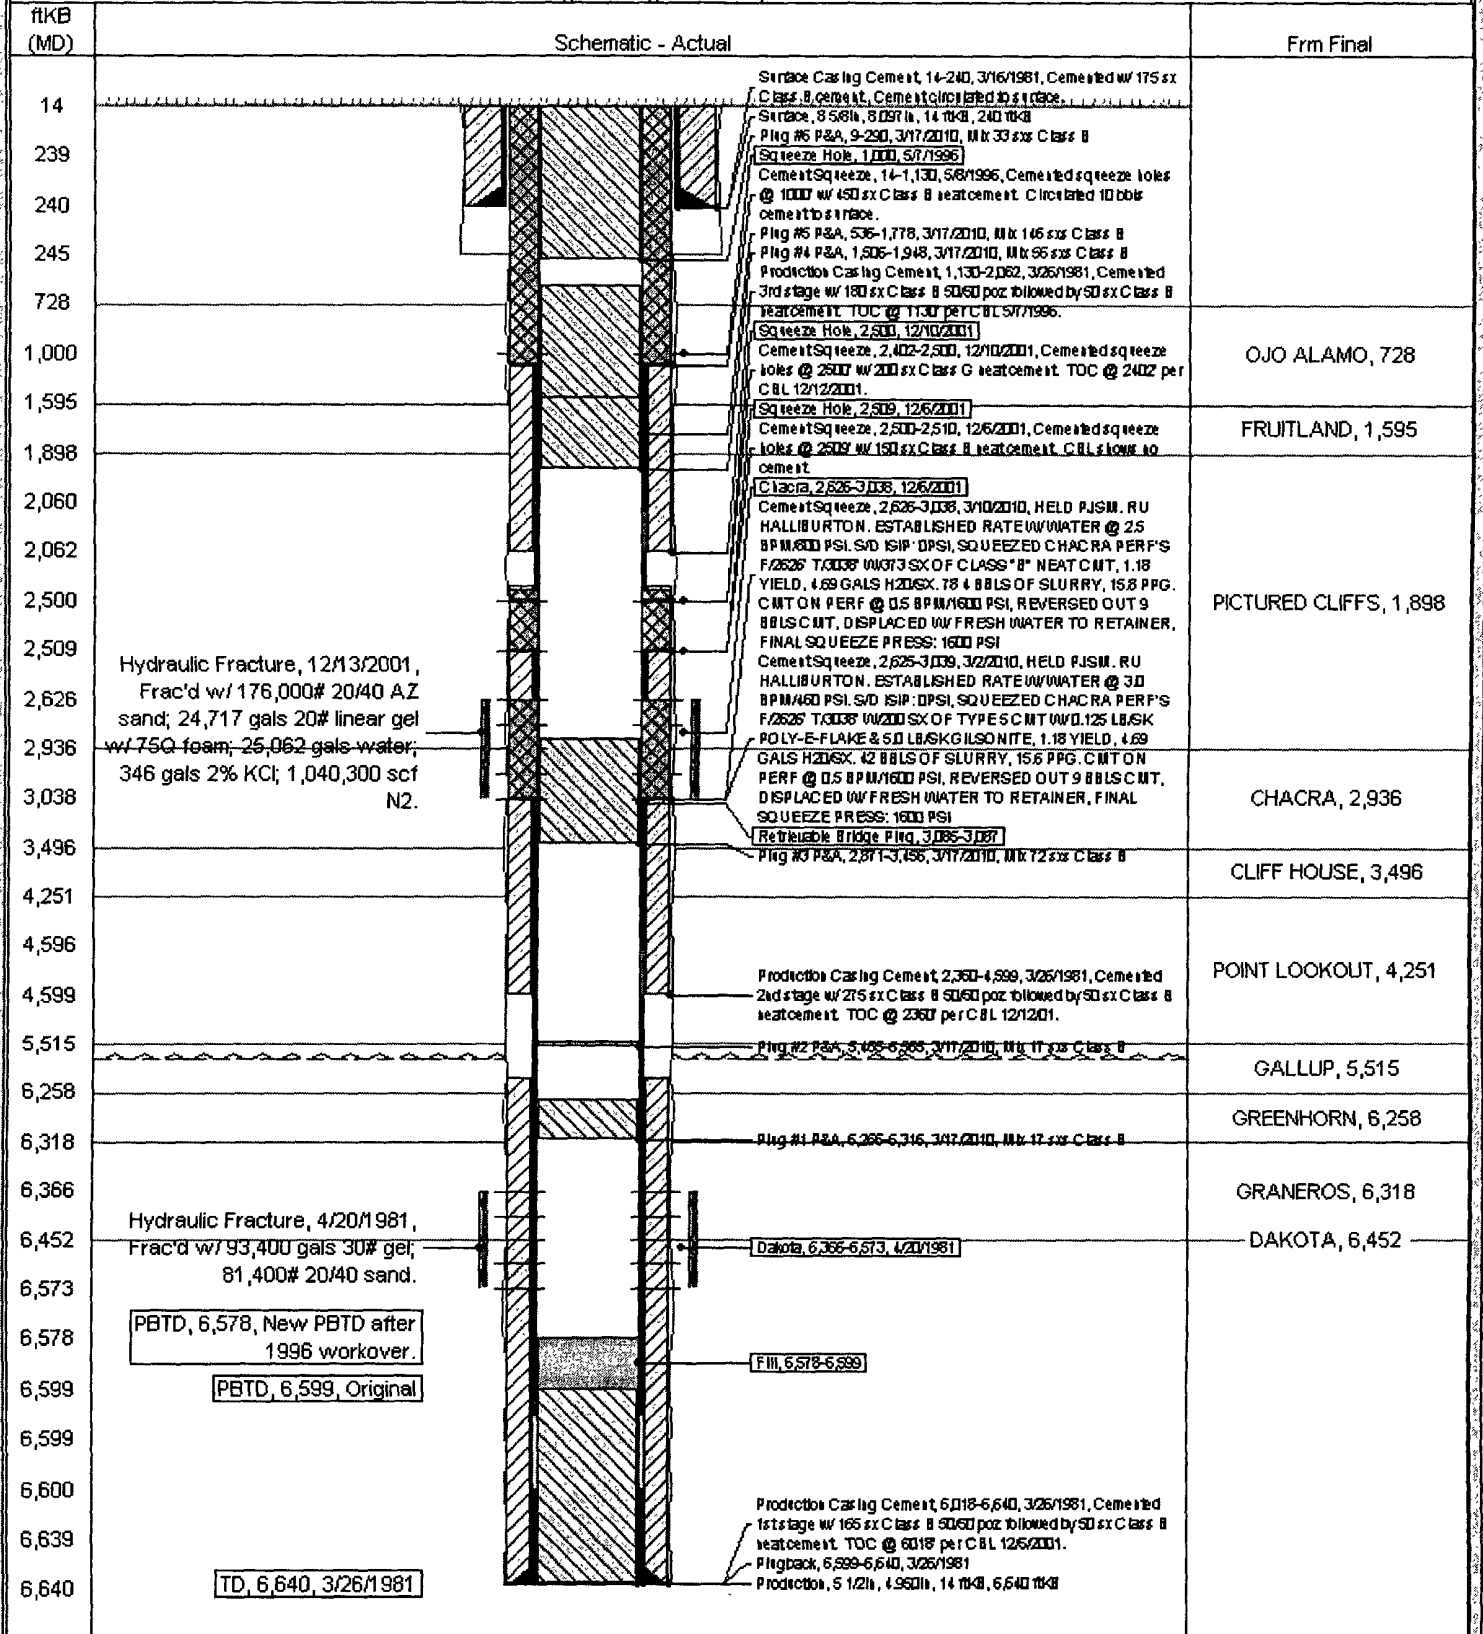 ftKB
(MD)
Schematic - Actual
Frm Final
14
239
240
245
728
1,000
1,595
1,898
2,060
2,062
2,500
2,509
2,626
2,936
3,038
3,496
4,251
4,596
4,599
5,515
6,258
6,318
6,366
6,452
6,573
6,578
6,599
6,599
6,600
6,639
6,640
Hydraulic Fracture, 12/13/2001,
Frac'd w/ 176,000# 20/40 AZ
sand; 24,717 gals 20# linear gel
w/ 75Q foam; 25,062 gals water;
346 gals 2% KCl; 1,040,300 scf
N2.
Hydraulic Fracture, 4/20/1981,
Frac'd w/ 93,400 gals 30# gel;
81,400# 20/40 sand.
PBTD, 6,578, New PBTD after
1996 workover.
PBTD, 6,599, Original
TD, 6,640, 3/26/1981
Surface Casing Cement, 14-240, 3/16/1981, Cemented w/ 175 sx
Class B cement, Cement circulated to surface.
Surface, 8 5/8in, 8.097in, 14 ftKB, 240 ftKB
Plug #6 P&A, 9-290, 3/17/2010, Mix 33 sxs Class B
Squeeze Hole, 1,000, 5/7/1996
Cement Squeeze, 14-1,130, 5/8/1996, Cemented squeeze holes
@ 1000' w/ 450 sx Class B neat cement. Circulated 10 bbls
cement to surface.
Plug #5 P&A, 536-1,778, 3/17/2010, Mix 146 sxs Class B
Plug #4 P&A, 1,506-1,948, 3/17/2010, Mix 56 sxs Class B
Production Casing Cement, 1,130-2,062, 3/26/1981, Cemented
3rd stage w/ 180 sx Class B 50/50 poz followed by 50 sx Class B
neat cement. TOC @ 1130' per CBL 5/7/1996.
Squeeze Hole, 2,500, 12/10/2001
Cement Squeeze, 2,402-2,500, 12/10/2001, Cemented squeeze
holes @ 2500' w/ 200 sx Class G neat cement. TOC @ 2402' per
CBL 12/12/2001.
Squeeze Hole, 2,509, 12/6/2001
Cement Squeeze, 2,500-2,510, 12/6/2001, Cemented squeeze
holes @ 2509' w/ 150 sx Class B neat cement. CBL shows no
cement
Chacra, 2,626-3,038, 12/6/2001
Cement Squeeze, 2,626-3,038, 3/10/2010, HELD PJSM. RU
HALLIBURTON. ESTABLISHED RATE W/WATER @ 2.5
BPM/600 PSI. S/D ISIP: 0PSI, SQUEEZED CHACRA PERF'S
F/2626' T/3038' W/373 SX OF CLASS "B" NEAT CMT, 1.18
YIELD, 4.69 GALS H20/SX. 78.4 BBLS OF SLURRY, 15.8 PPG.
CMT ON PERF @ 0.5 BPM/1600 PSI, REVERSED OUT 9
BBLS CMT, DISPLACED W/ FRESH WATER TO RETAINER,
FINAL SQUEEZE PRESS: 1600 PSI
Cement Squeeze, 2,625-3,039, 3/2/2010, HELD PJSM. RU
HALLIBURTON. ESTABLISHED RATE W/WATER @ 3.0
BPM/460 PSI. S/D ISIP: 0PSI, SQUEEZED CHACRA PERF'S
F/2626' T/3038' W/200 SX OF TYPE 5 CMT W/0.125 LB/SK
POLY-E-FLAKE & 5.0 LB/SK GILSONITE, 1.18 YIELD, 4.69
GALS H20/SX. 42 BBLS OF SLURRY, 15.6 PPG. CMT ON
PERF @ 0.5 BPM/1600 PSI, REVERSED OUT 9 BBLS CMT,
DISPLACED W/ FRESH WATER TO RETAINER, FINAL
SQUEEZE PRESS: 1600 PSI
Retrievable Bridge Plug, 3,085-3,087
Plug #3 P&A, 2,871-3,456, 3/17/2010, Mix 72 sxs Class B
Production Casing Cement, 2,360-4,599, 3/26/1981, Cemented
2nd stage w/ 275 sx Class B 50/50 poz followed by 50 sx Class B
neat cement. TOC @ 2360' per CBL 12/12/01.
Plug #2 P&A, 3/17/2010, Mix 17 sxs Class B
Plug #1 P&A, 6,266-6,316, 3/17/2010, Mix 17 sxs Class B
Dakota, 6,366-6,573, 4/20/1981
Fill, 6,578-6,599
Production Casing Cement, 6,018-6,640, 3/26/1981, Cemented
1st stage w/ 165 sx Class B 50/50 poz followed by 50 sx Class B
neat cement. TOC @ 6018' per CBL 12/6/2001.
Plugback, 6,599-6,640, 3/26/1981
Production, 5 1/2in, 4.950in, 14 ftKB, 6,640 ftKB
OJO ALAMO, 728
FRUITLAND, 1,595
PICTURED CLIFFS, 1,898
CHACRA, 2,936
CLIFF HOUSE, 3,496
POINT LOOKOUT, 4,251
GALLUP, 5,515
GREENHORN, 6,258
GRANEROS, 6,318
DAKOTA, 6,452